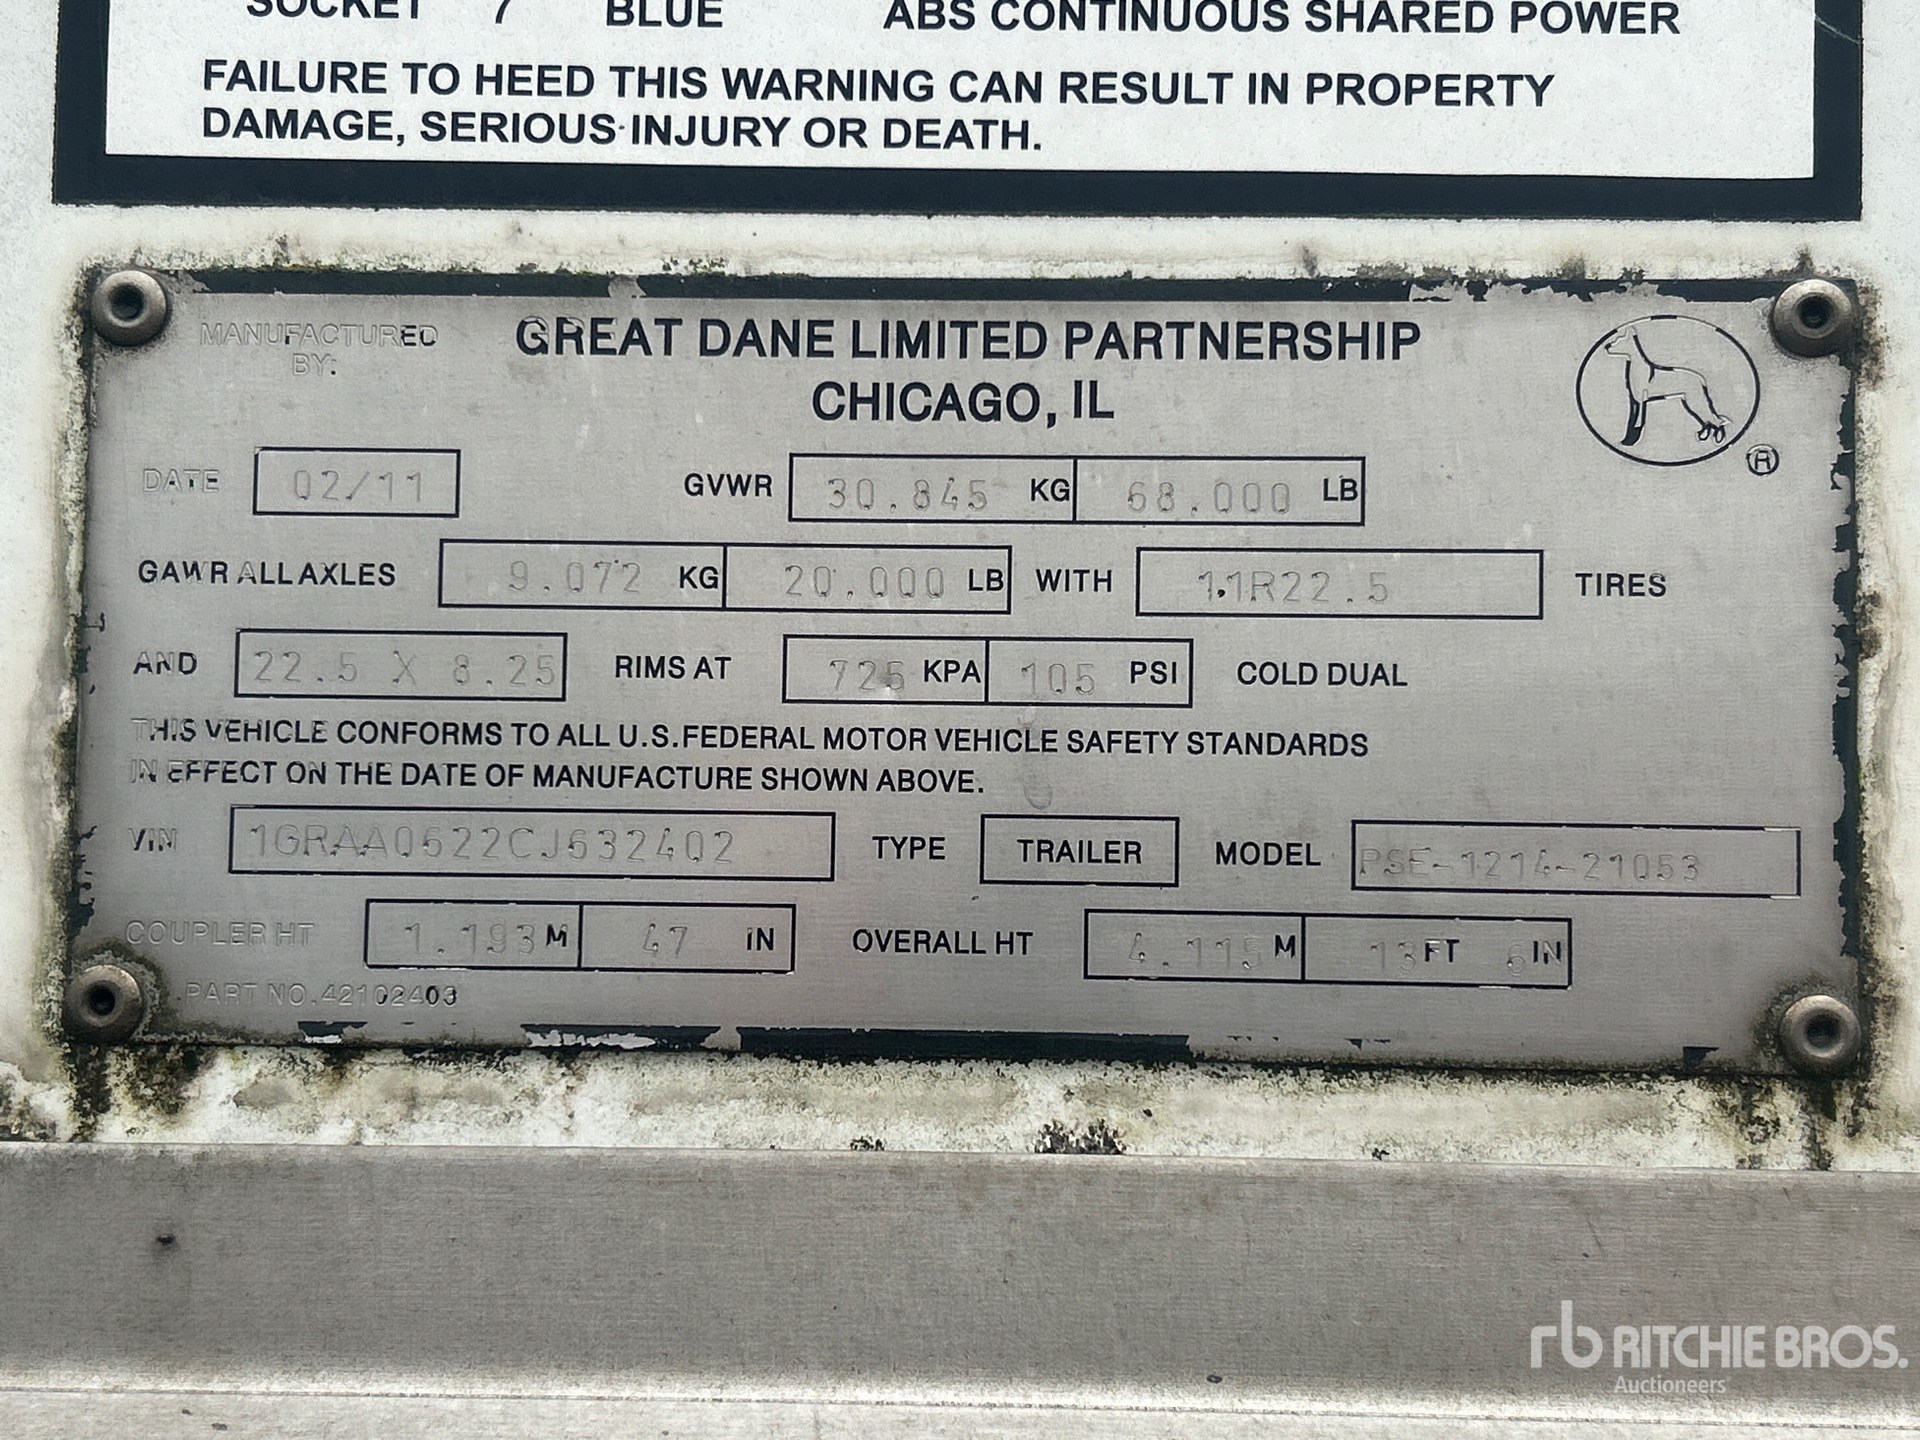 SOCKET 7 BLUE ABS CONTINUOUS SHARED POWER
FAILURE TO HEED THIS WARNING CAN RESULT IN PROPERTY
DAMAGE, SERIOUS INJURY OR DEATH.
MANUFACTURED BY: GREAT DANE LIMITED PARTNERSHIP
CHICAGO, IL
®
DATE 02/11 GVWR 30.845 KG 68.000 LB
GAWR ALL AXLES 9.072 KG 20.000 LB WITH 11R22.5 TIRES
AND 22.5 X 8.25 RIMS AT 725 KPA 105 PSI COLD DUAL
THIS VEHICLE CONFORMS TO ALL U.S. FEDERAL MOTOR VEHICLE SAFETY STANDARDS
IN EFFECT ON THE DATE OF MANUFACTURE SHOWN ABOVE.
VIN 1GRAA0622CJ632402 TYPE TRAILER MODEL PSE-1214-21053
COUPLER HT 1.193 M 47 IN OVERALL HT 4.115 M 13 FT 6 IN
PART NO. 42102403
rb RITCHIE BROS.
Auctioneers